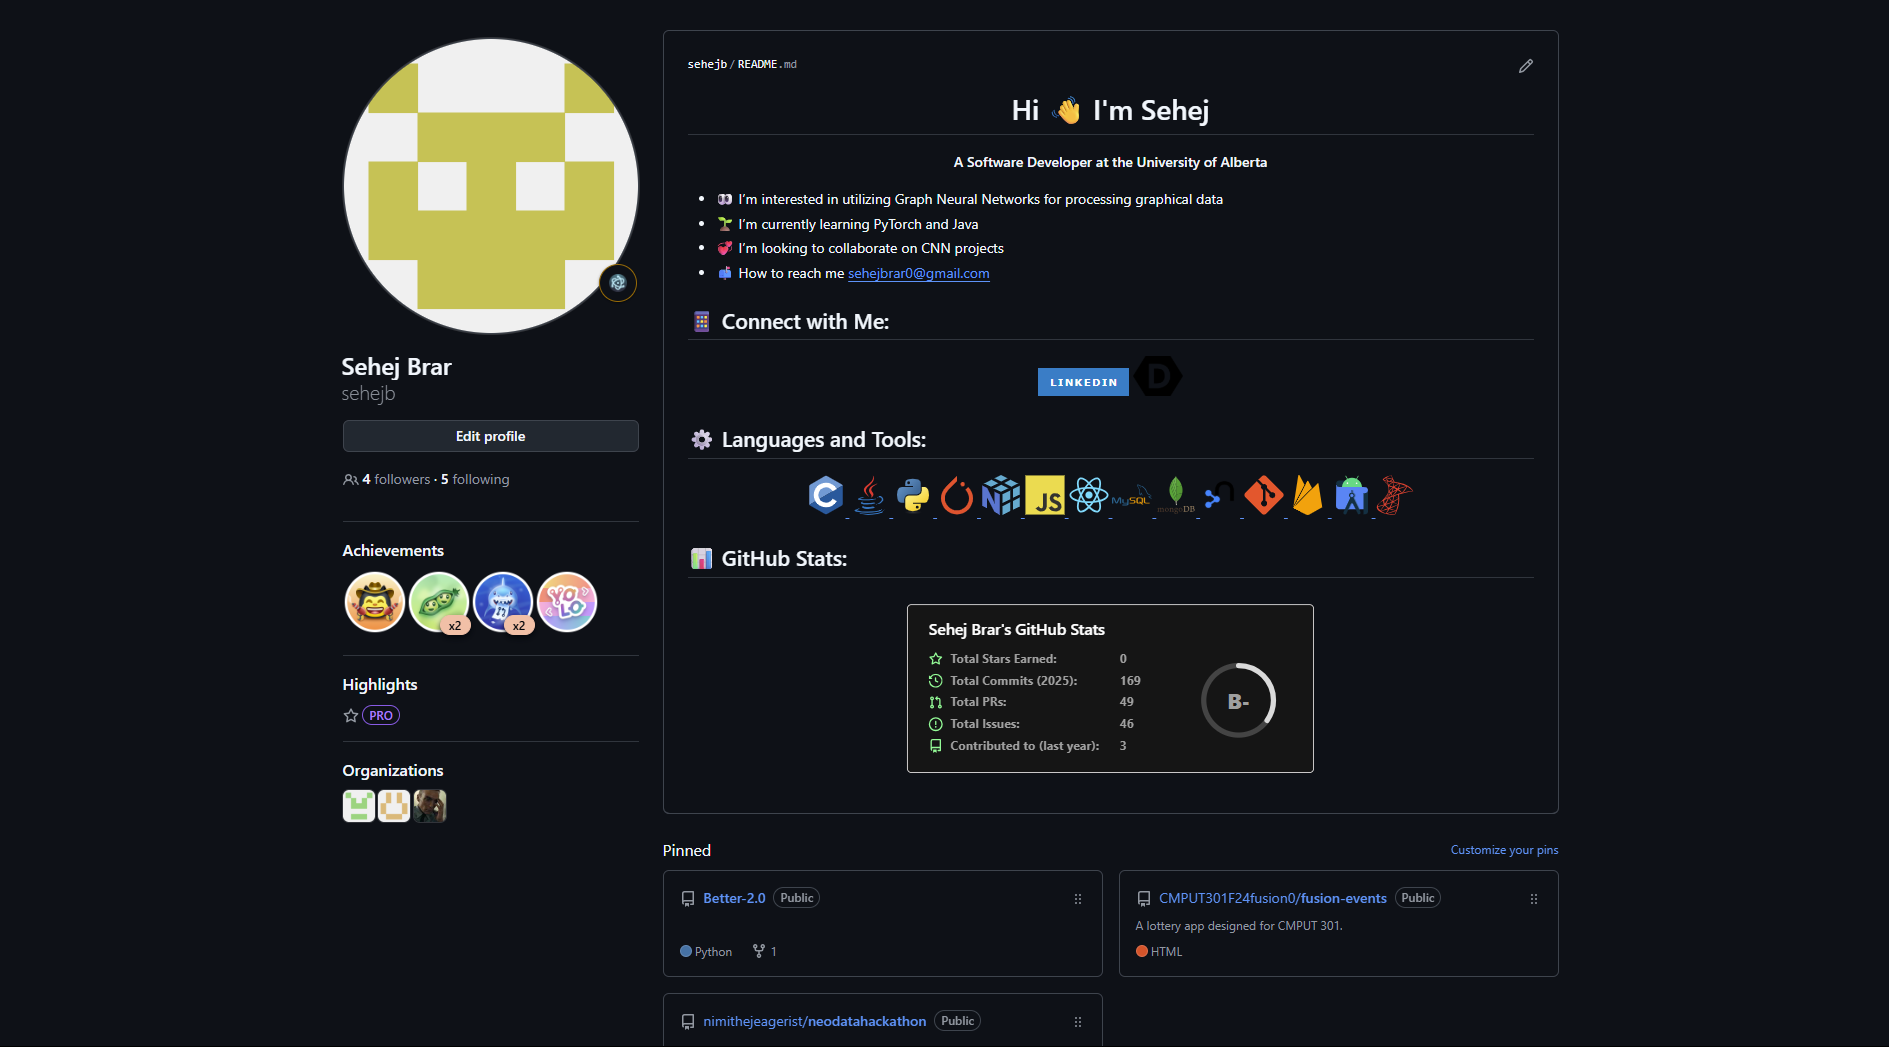 Sehej Brar
sehejb
Edit profile
4 followers · 5 following
Achievements
x2
x2
YOLO
Highlights
PRO
Organizations
sehejb/README.md
Hi 👋 I'm Sehej
A Software Developer at the University of Alberta
👀 I'm interested in utilizing Graph Neural Networks for processing graphical data
🌱 I'm currently learning PyTorch and Java
💞️ I'm looking to collaborate on CNN projects
📫 How to reach me sehejbrar0@gmail.com
Connect with Me:
LINKEDIN D
Languages and Tools:
C JS MySQL mongoDB
GitHub Stats:
Sehej Brar's GitHub Stats
Total Stars Earned: 0
Total Commits (2025): 169
Total PRs: 49
Total Issues: 46
Contributed to (last year): 3
B-
Pinned
Customize your pins
Better-2.0 Public
Python 1
CMPUT301F24fusion0/fusion-events Public
A lottery app designed for CMPUT 301.
HTML
nimithejeagerist/neodatahackathon Public